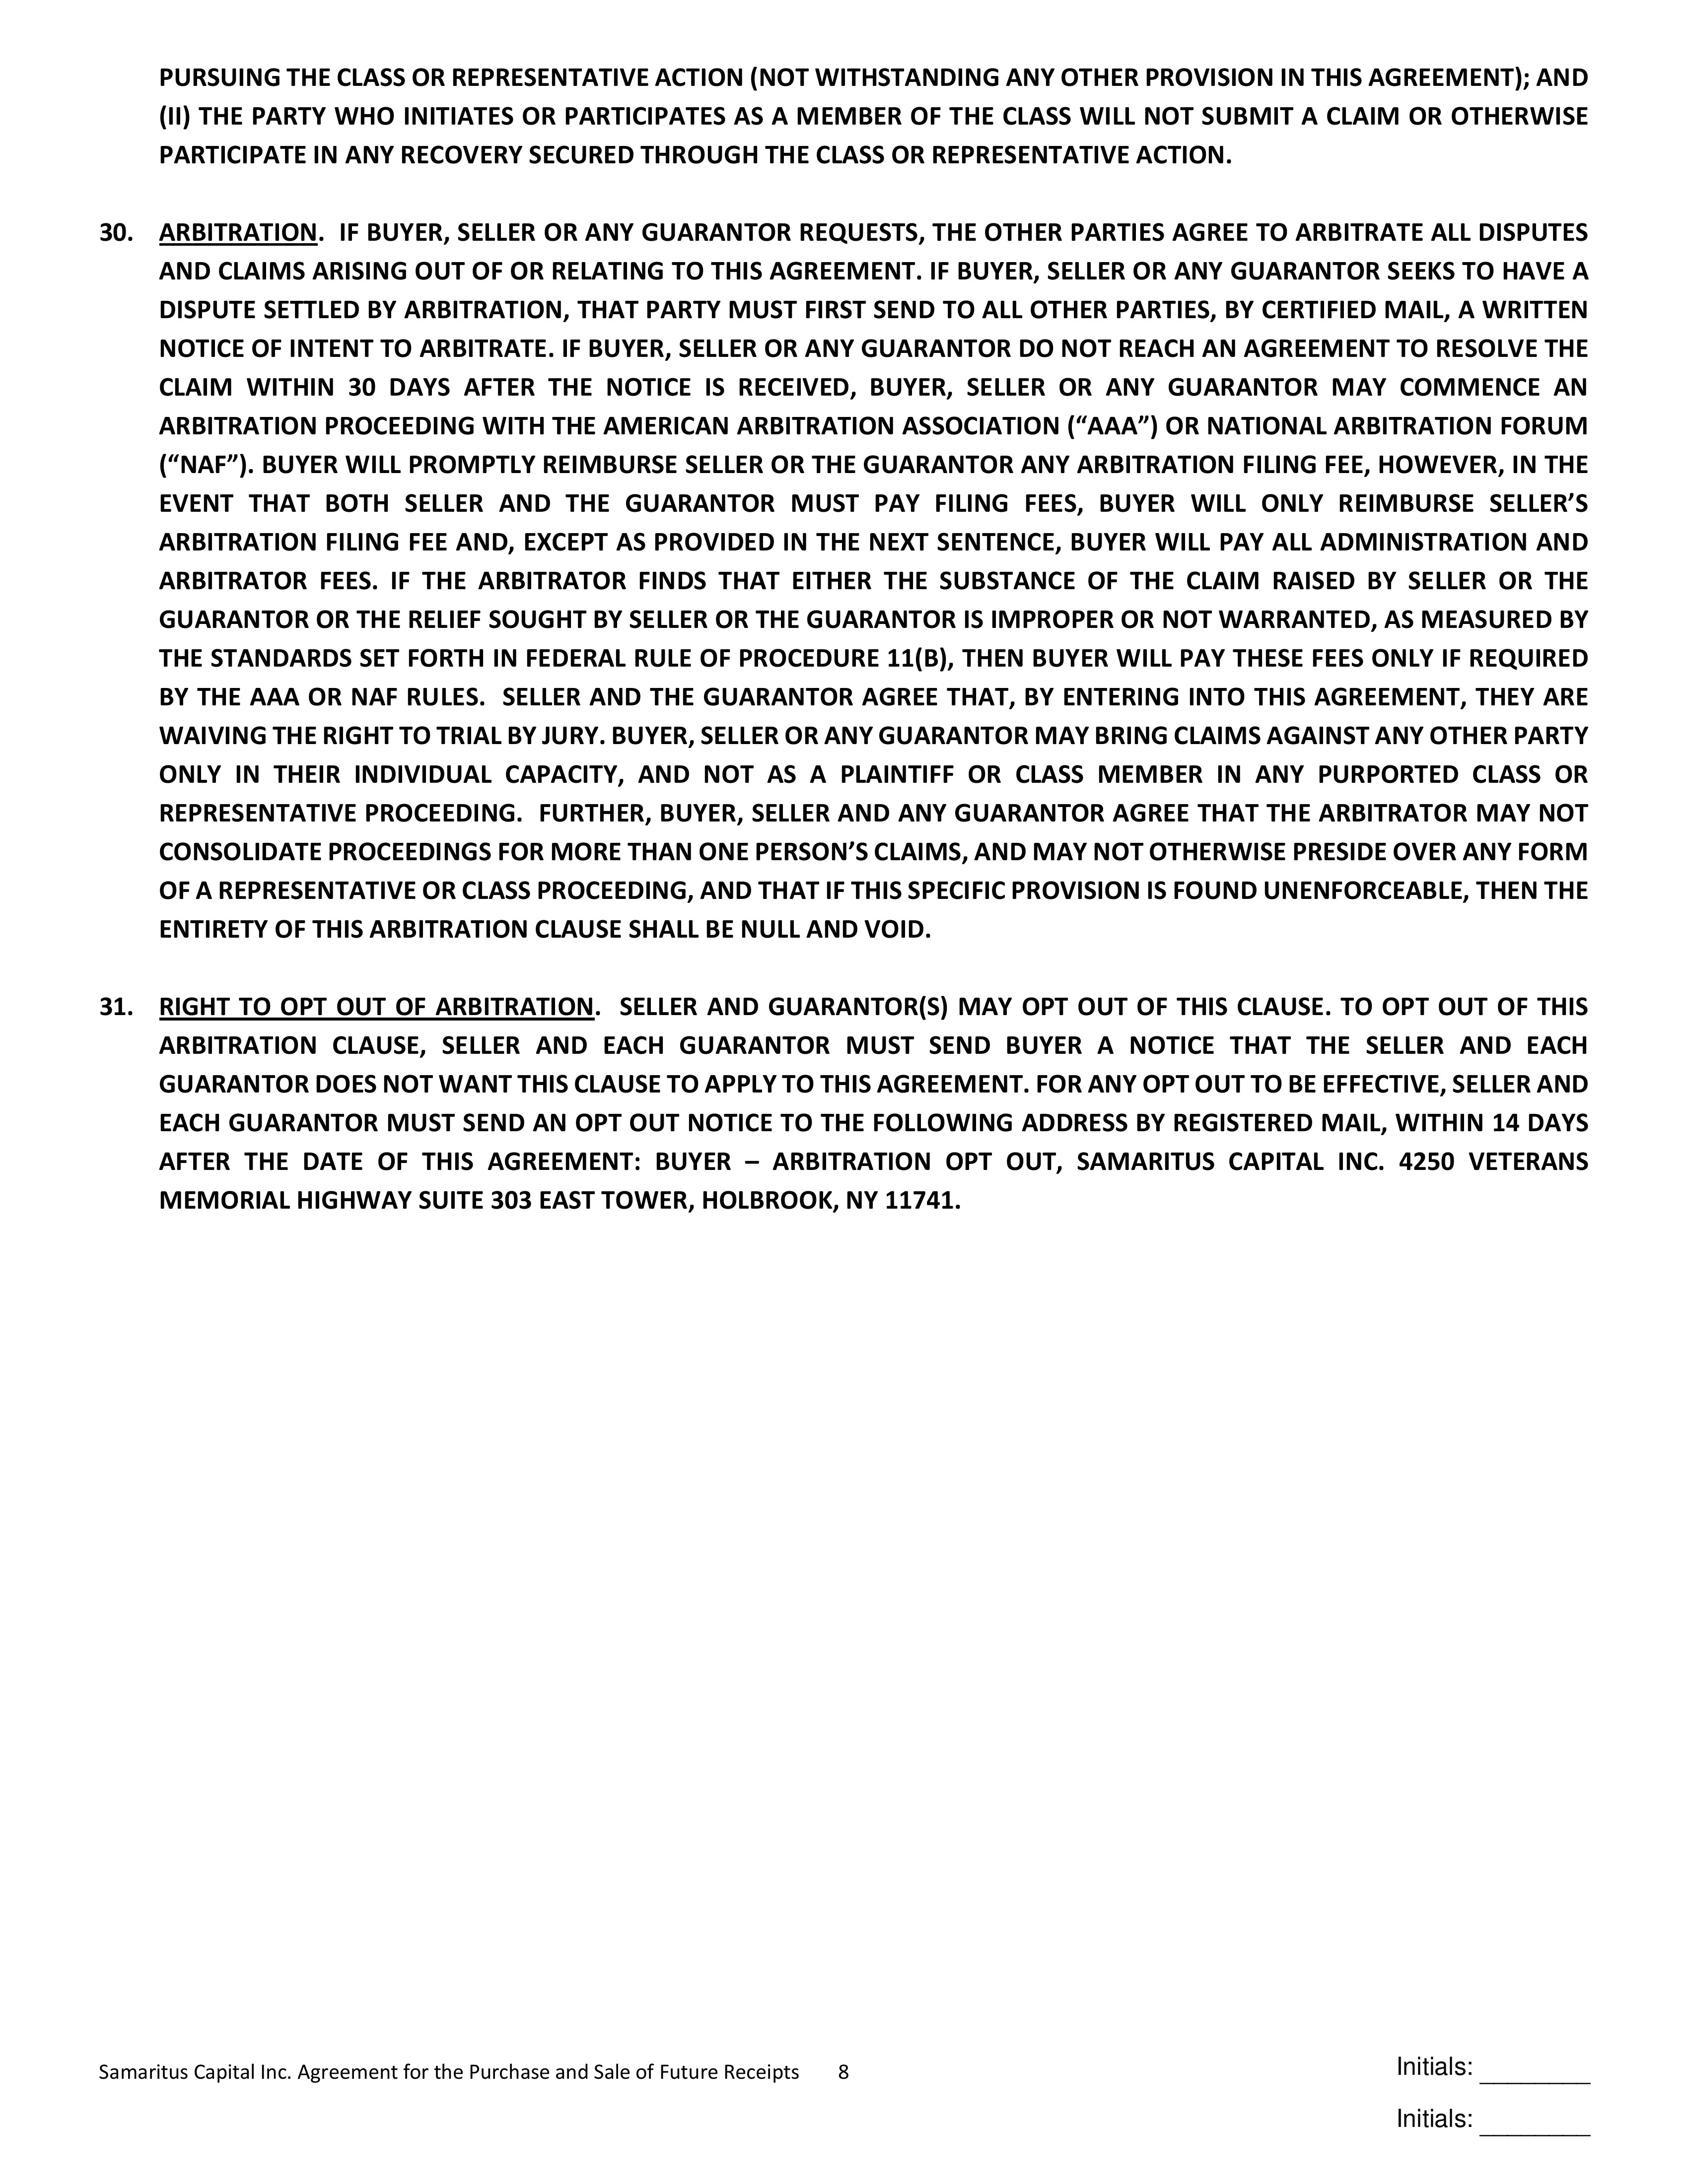 PURSUING THE CLASS OR REPRESENTATIVE ACTION (NOT WITHSTANDING ANY OTHER PROVISION IN THIS AGREEMENT); AND
(II) THE PARTY WHO INITIATES OR PARTICIPATES AS A MEMBER OF THE CLASS WILL NOT SUBMIT A CLAIM OR OTHERWISE
PARTICIPATE IN ANY RECOVERY SECURED THROUGH THE CLASS OR REPRESENTATIVE ACTION.
30. ARBITRATION. IF BUYER, SELLER OR ANY GUARANTOR REQUESTS, THE OTHER PARTIES AGREE TO ARBITRATE ALL DISPUTES
AND CLAIMS ARISING OUT OF OR RELATING TO THIS AGREEMENT. IF BUYER, SELLER OR ANY GUARANTOR SEEKS TO HAVE A
DISPUTE SETTLED BY ARBITRATION, THAT PARTY MUST FIRST SEND TO ALL OTHER PARTIES, BY CERTIFIED MAIL, A WRITTEN
NOTICE OF INTENT TO ARBITRATE. IF BUYER, SELLER OR ANY GUARANTOR DO NOT REACH AN AGREEMENT TO RESOLVE THE
CLAIM WITHIN 30 DAYS AFTER THE NOTICE IS RECEIVED, BUYER, SELLER OR ANY GUARANTOR MAY COMMENCE AN
ARBITRATION PROCEEDING WITH THE AMERICAN ARBITRATION ASSOCIATION (“AAA”) OR NATIONAL ARBITRATION FORUM
(“NAF”). BUYER WILL PROMPTLY REIMBURSE SELLER OR THE GUARANTOR ANY ARBITRATION FILING FEE, HOWEVER, IN THE
EVENT THAT BOTH SELLER AND THE GUARANTOR MUST PAY FILING FEES, BUYER WILL ONLY REIMBURSE SELLER’S
ARBITRATION FILING FEE AND, EXCEPT AS PROVIDED IN THE NEXT SENTENCE, BUYER WILL PAY ALL ADMINISTRATION AND
ARBITRATOR FEES. IF THE ARBITRATOR FINDS THAT EITHER THE SUBSTANCE OF THE CLAIM RAISED BY SELLER OR THE
GUARANTOR OR THE RELIEF SOUGHT BY SELLER OR THE GUARANTOR IS IMPROPER OR NOT WARRANTED, AS MEASURED BY
THE STANDARDS SET FORTH IN FEDERAL RULE OF PROCEDURE 11(B), THEN BUYER WILL PAY THESE FEES ONLY IF REQUIRED
BY THE AAA OR NAF RULES. SELLER AND THE GUARANTOR AGREE THAT, BY ENTERING INTO THIS AGREEMENT, THEY ARE
WAIVING THE RIGHT TO TRIAL BY JURY. BUYER, SELLER OR ANY GUARANTOR MAY BRING CLAIMS AGAINST ANY OTHER PARTY
ONLY IN THEIR INDIVIDUAL CAPACITY, AND NOT AS A PLAINTIFF OR CLASS MEMBER IN ANY PURPORTED CLASS OR
REPRESENTATIVE PROCEEDING. FURTHER, BUYER, SELLER AND ANY GUARANTOR AGREE THAT THE ARBITRATOR MAY NOT
CONSOLIDATE PROCEEDINGS FOR MORE THAN ONE PERSON’S CLAIMS, AND MAY NOT OTHERWISE PRESIDE OVER ANY FORM
OF A REPRESENTATIVE OR CLASS PROCEEDING, AND THAT IF THIS SPECIFIC PROVISION IS FOUND UNENFORCEABLE, THEN THE
ENTIRETY OF THIS ARBITRATION CLAUSE SHALL BE NULL AND VOID.
31. RIGHT TO OPT OUT OF ARBITRATION. SELLER AND GUARANTOR(S) MAY OPT OUT OF THIS CLAUSE. TO OPT OUT OF THIS
ARBITRATION CLAUSE, SELLER AND EACH GUARANTOR MUST SEND BUYER A NOTICE THAT THE SELLER AND EACH
GUARANTOR DOES NOT WANT THIS CLAUSE TO APPLY TO THIS AGREEMENT. FOR ANY OPT OUT TO BE EFFECTIVE, SELLER AND
EACH GUARANTOR MUST SEND AN OPT OUT NOTICE TO THE FOLLOWING ADDRESS BY REGISTERED MAIL, WITHIN 14 DAYS
AFTER THE DATE OF THIS AGREEMENT: BUYER – ARBITRATION OPT OUT, SAMARITUS CAPITAL INC. 4250 VETERANS
MEMORIAL HIGHWAY SUITE 303 EAST TOWER, HOLBROOK, NY 11741.
Samaritus Capital Inc. Agreement for the Purchase and Sale of Future Receipts 8
Initials: ________
Initials: ________